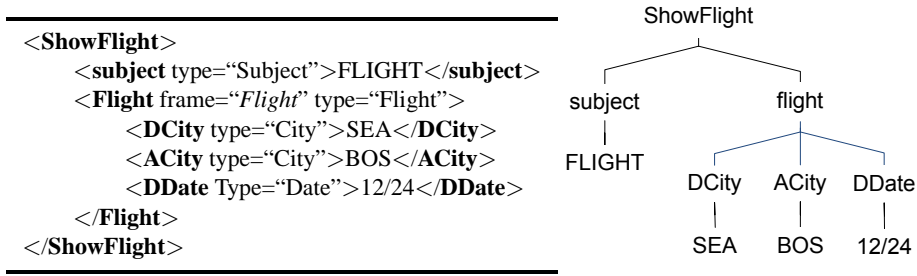 <ShowFlight>
<subject type=“Subject”>FLIGHT</subject>
<Flight frame=“Flight” type=“Flight”>
<DCity type=“City”>SEA</DCity>
<ACity type=“City”>BOS</ACity>
<DDate Type=“Date”>12/24</DDate>
</Flight>
</ShowFlight>
ShowFlight
subject flight
FLIGHT
DCity ACity DDate
SEA BOS 12/24